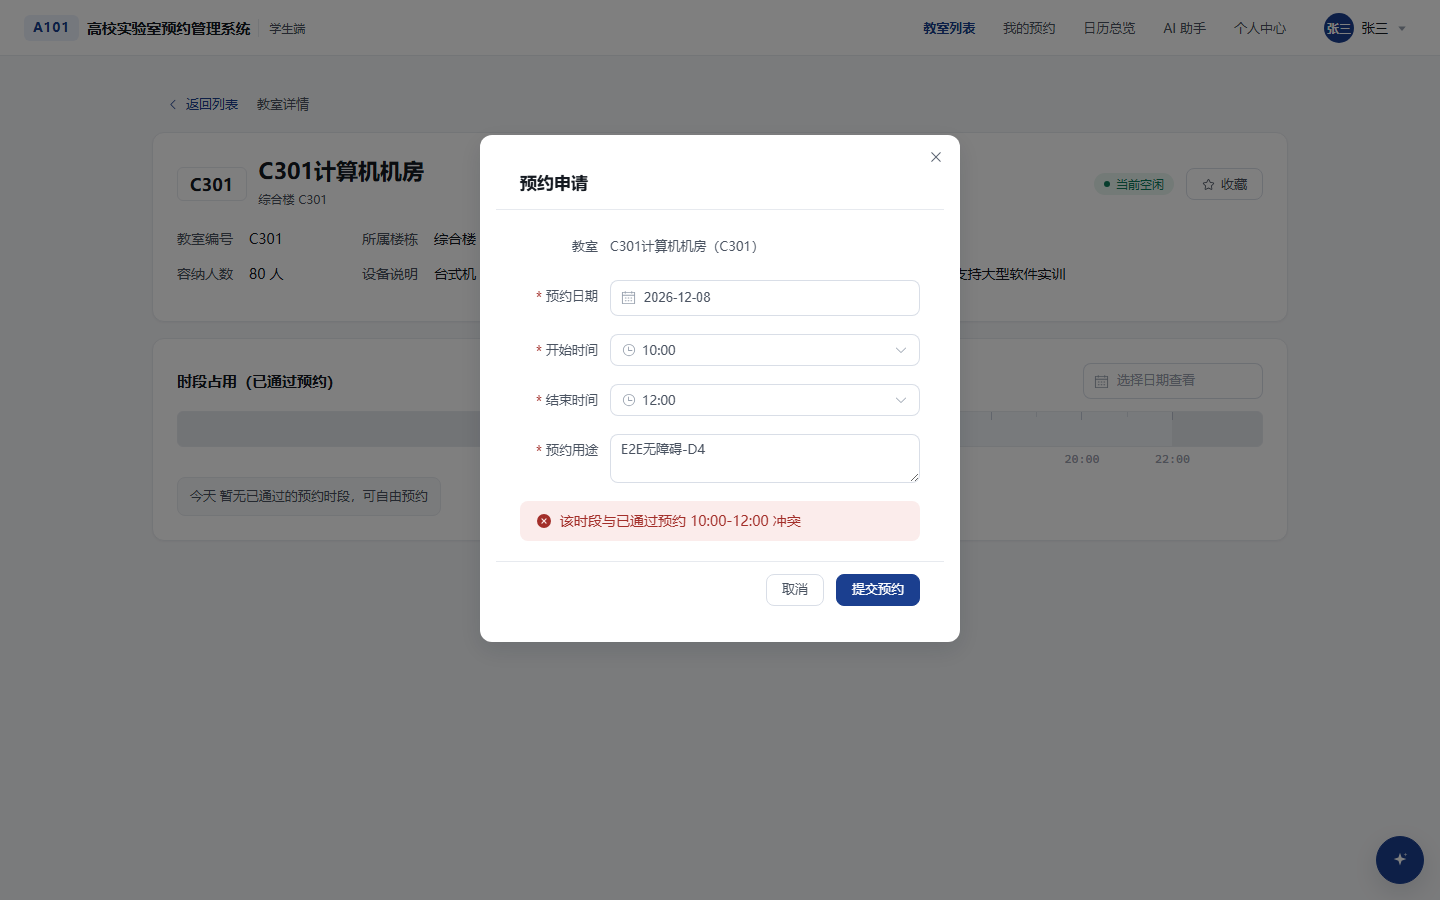 A101 高校实验室预约管理系统 学生端 教室列表 我的预约 日历总览 AI 助手 个人中心 张三 张三
返回列表 教室详情
C301 C301计算机机房
综合楼 C301
当前空闲 收藏
教室编号 C301 所属楼栋 综合楼
容纳人数 80 人 设备说明 台式机 支持大型软件实训
时段占用（已通过预约）
选择日期查看
20:00 22:00
今天 暂无已通过的预约时段，可自由预约
预约申请
教室 C301计算机机房（C301）
* 预约日期 2026-12-08
* 开始时间 10:00
* 结束时间 12:00
* 预约用途 E2E无障碍-D4
该时段与已通过预约 10:00-12:00 冲突
取消 提交预约